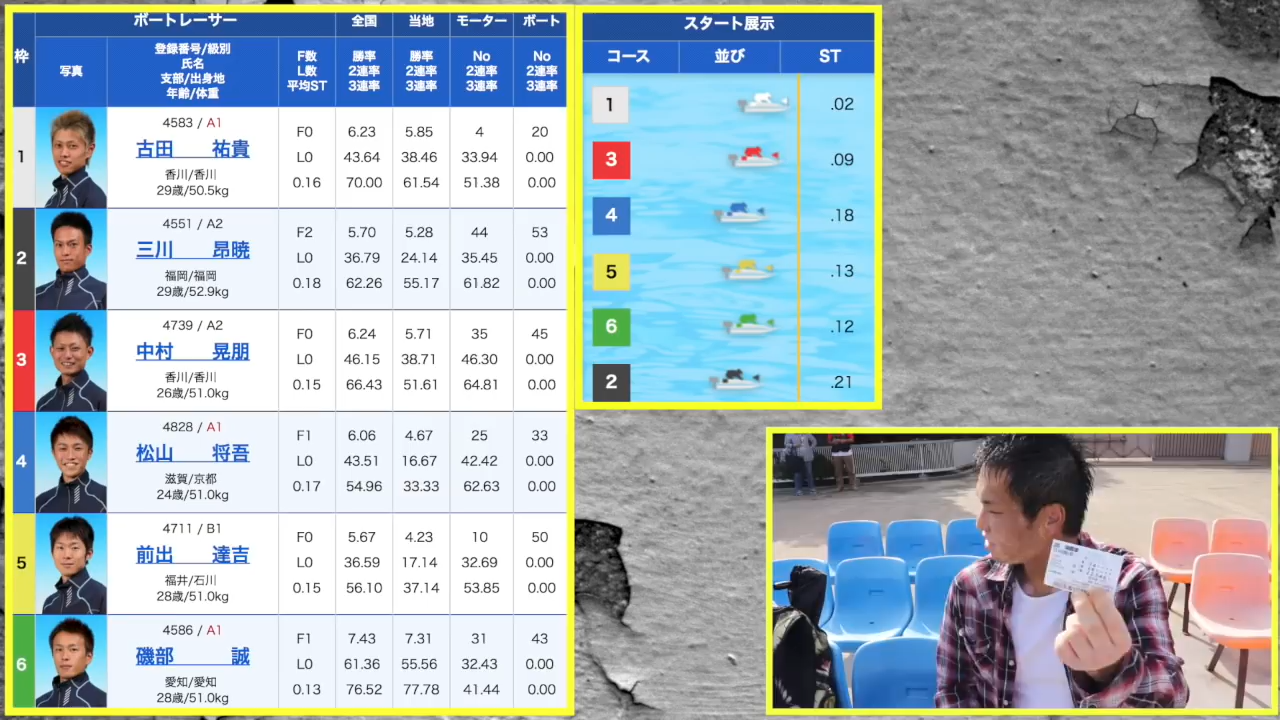 ボートレーサー 全国 当地 モーター ボート
枠 写真 登録番号/級別 氏名 支部/出身地 年齢/体重 F数 L数 平均ST 勝率 2連率 3連率 勝率 2連率 3連率 No 2連率 3連率 No 2連率 3連率
1
4583 / A1
古田 祐貴
香川/香川
29歳/50.5kg
F0 6.23 5.85 4 20
L0 43.64 38.46 33.94 0.00
0.16 70.00 61.54 51.38 0.00
2
4551 / A2
三川 昂暁
福岡/福岡
29歳/52.9kg
F2 5.70 5.28 44 53
L0 36.79 24.14 35.45 0.00
0.18 62.26 55.17 61.82 0.00
3
4739 / A2
中村 晃朋
香川/香川
26歳/51.0kg
F0 6.24 5.71 35 45
L0 46.15 38.71 46.30 0.00
0.15 66.43 51.61 64.81 0.00
4
4828 / A1
松山 将吾
滋賀/京都
24歳/51.0kg
F1 6.06 4.67 25 33
L0 43.51 16.67 42.42 0.00
0.17 54.96 33.33 62.63 0.00
5
4711 / B1
前出 達吉
福井/石川
28歳/51.0kg
F0 5.67 4.23 10 50
L0 36.59 17.14 32.69 0.00
0.15 56.10 37.14 53.85 0.00
6
4586 / A1
磯部 誠
愛知/愛知
28歳/51.0kg
F1 7.43 7.31 31 43
L0 61.36 55.56 32.43 0.00
0.13 76.52 77.78 41.44 0.00
スタート展示
コース 並び ST
1 .02
3 .09
4 .18
5 .13
6 .12
2 .21